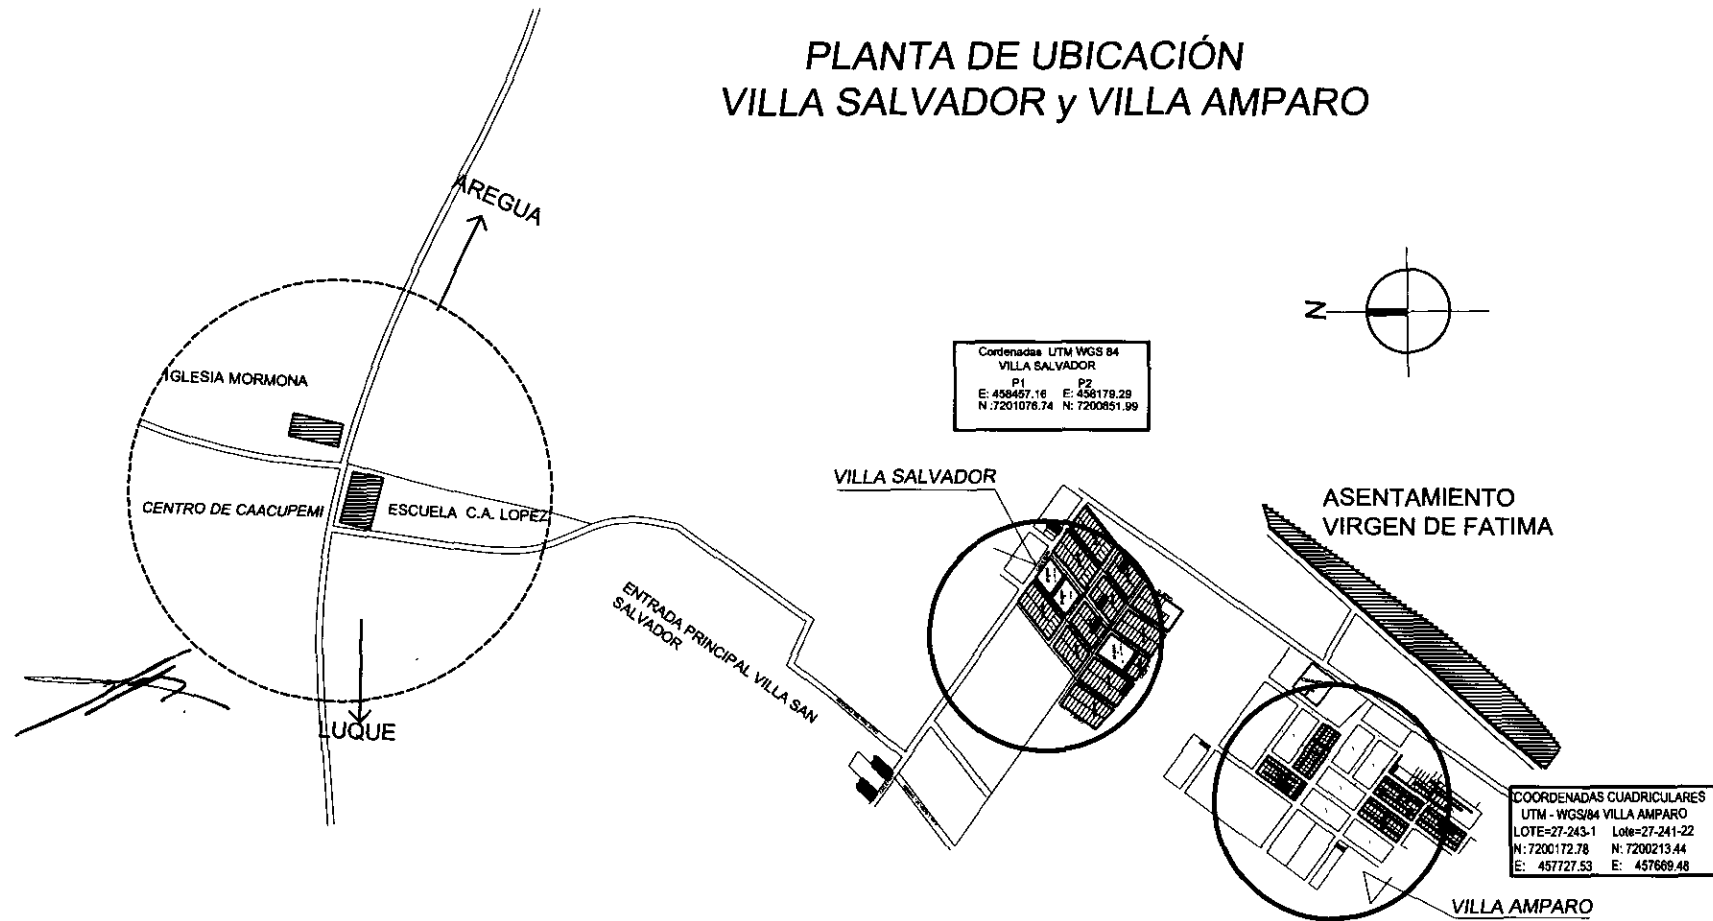 PLANTA DE UBICACIÓN
VILLA SALVADOR y VILLA AMPARO
AREGUA
N
IGLESIA MORMONA
Cordenadas UTM WGS 84
VILLA SALVADOR
P1 P2
E: 458457.16 E: 458179.29
N :7201076.74 N: 7200851.99
VILLA SALVADOR
ASENTAMIENTO
VIRGEN DE FATIMA
CENTRO DE CAACUPEMI
ESCUELA C.A. LOPEZ
ENTRADA PRINCIPAL VILLA SAN
SALVADOR
LUQUE
COORDENADAS CUADRICULARES
UTM - WGS/84 VILLA AMPARO
LOTE=27-243-1 Lote=27-241-22
N: 7200172.78 N: 7200213.44
E: 457727.53 E: 457669.48
VILLA AMPARO